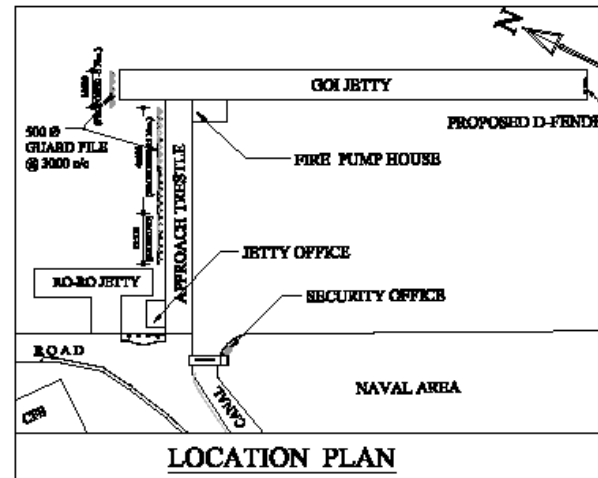 N
GOI JETTY
PROPOSED D-FENDE
500 Ø
GUARD PILE
@ 3000 c/c
FIRE PUMP HOUSE
APPROACH TRESTLE
JETTY OFFICE
RO-RO JETTY
SECURITY OFFICE
ROAD
NAVAL AREA
CANAL
LOCATION PLAN